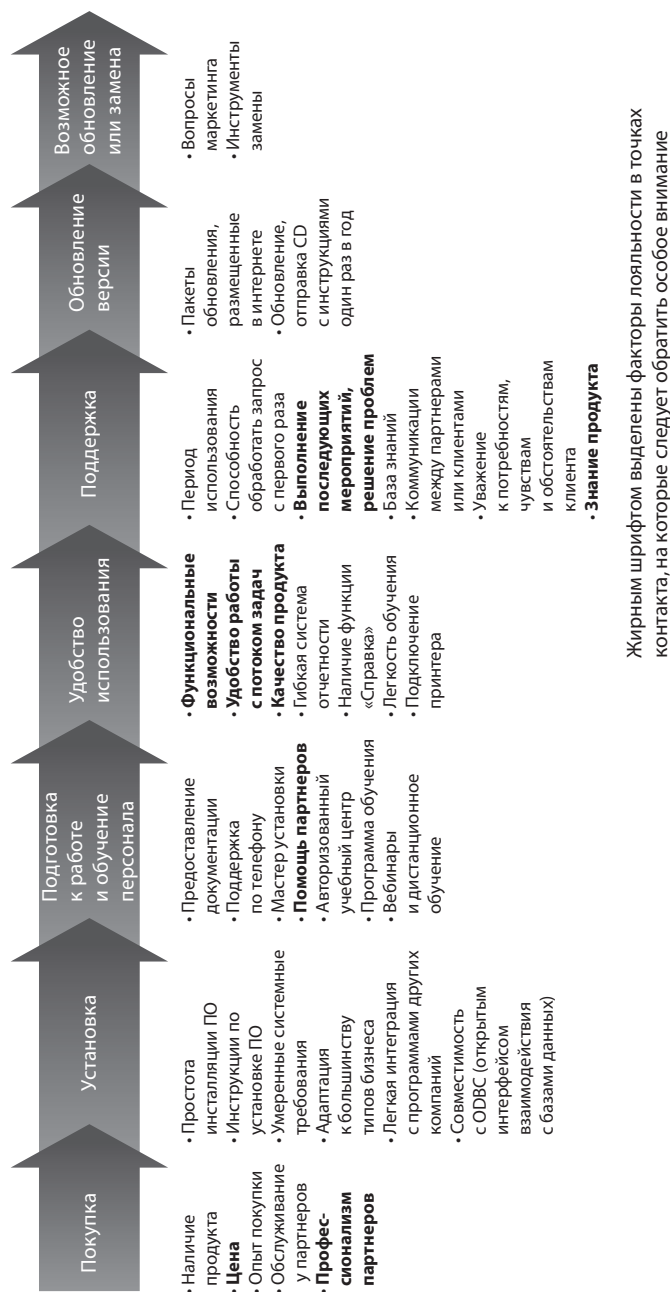 Покупка
• Наличие
продукта
• Цена
• Опыт покупки
• Обслуживание
у партнеров
• Профес-
сионализм
партнеров
Установка
• Простота
инсталляции ПО
• Инструкции по
установке ПО
• Умеренные системные
требования
• Адаптация
к большинству
типов бизнеса
• Легкая интеграция
с программами других
компаний
• Совместимость
с ODBC (открытым
интерфейсом
взаимодействия
с базами данных)
Подготовка
к работе
и обучение
персонала
• Предоставление
документации
• Поддержка
по телефону
• Мастер установки
• Помощь партнеров
• Авторизованный
учебный центр
• Программа обучения
• Вебинары
и дистанционное
обучение
Удобство
использования
• Функциональные
возможности
• Удобство работы
с потоком задач
• Качество продукта
• Гибкая система
отчетности
• Наличие функции
«Справка»
• Легкость обучения
• Подключение
принтера
Поддержка
• Период
использования
• Способность
обработать запрос
с первого раза
• Выполнение
последующих
мероприятий,
решение проблем
• База знаний
• Коммуникации
между партнерами
или клиентами
• Уважение
к потребностям,
чувствам
и обстоятельствам
клиента
• Знание продукта
Обновление
версии
• Пакеты
обновления,
размещенные
в интернете
• Обновление,
отправка CD
с инструкциями
один раз в год
Возможное
обновление
или замена
• Вопросы
маркетинга
• Инструменты
замены
Жирным шрифтом выделены факторы лояльности в точках
контакта, на которые следует обратить особое внимание